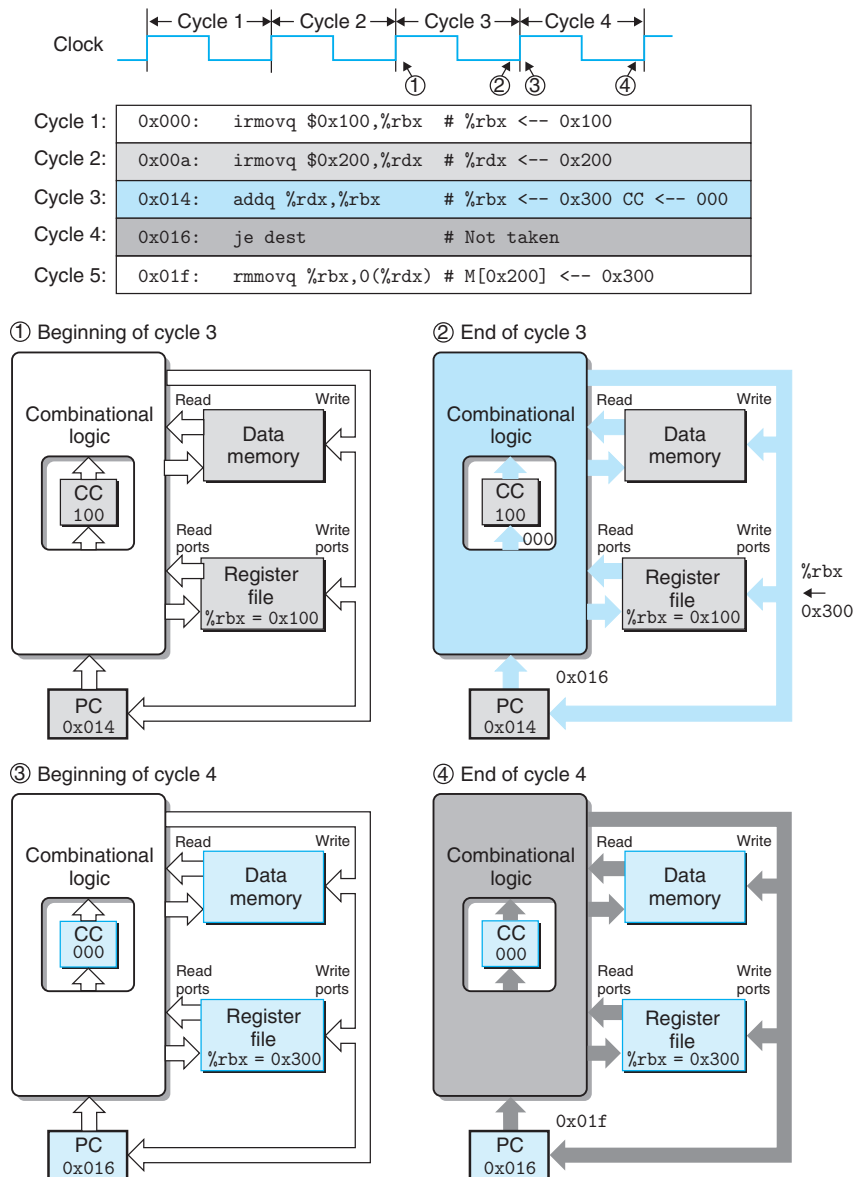 Cycle 1 Cycle 2 Cycle 3 Cycle 4
Clock
① ② ③ ④
Cycle 1: 0x000: irmovq $0x100,%rbx # %rbx <-- 0x100
Cycle 2: 0x00a: irmovq $0x200,%rdx # %rdx <-- 0x200
Cycle 3: 0x014: addq %rdx,%rbx # %rbx <-- 0x300 CC <-- 000
Cycle 4: 0x016: je dest # Not taken
Cycle 5: 0x01f: rmmovq %rbx,0(%rdx) # M[0x200] <-- 0x300
① Beginning of cycle 3
Combinational
logic
CC
100
Read
Write
Data
memory
Read
ports
Write
ports
Register
file
%rbx = 0x100
PC
0x014
② End of cycle 3
Combinational
logic
CC
100
000
Read
Write
Data
memory
Read
ports
Write
ports
Register
file
%rbx = 0x100
%rbx
←
0x300
0x016
PC
0x014
③ Beginning of cycle 4
Combinational
logic
CC
000
Read
Write
Data
memory
Read
ports
Write
ports
Register
file
%rbx = 0x300
PC
0x016
④ End of cycle 4
Combinational
logic
CC
000
Read
Write
Data
memory
Read
ports
Write
ports
Register
file
%rbx = 0x300
0x01f
PC
0x016